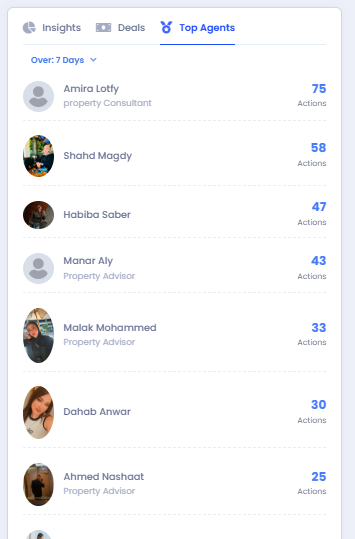 Insights Deals Top Agents
Over: 7 Days
Amira Lotfy 75
property Consultant Actions
Shahd Magdy 58
Actions
Habiba Saber 47
Actions
Manar Aly 43
Property Advisor Actions
Malak Mohammed 33
Property Advisor Actions
Dahab Anwar 30
Actions
Ahmed Nashaat 25
Property Advisor Actions